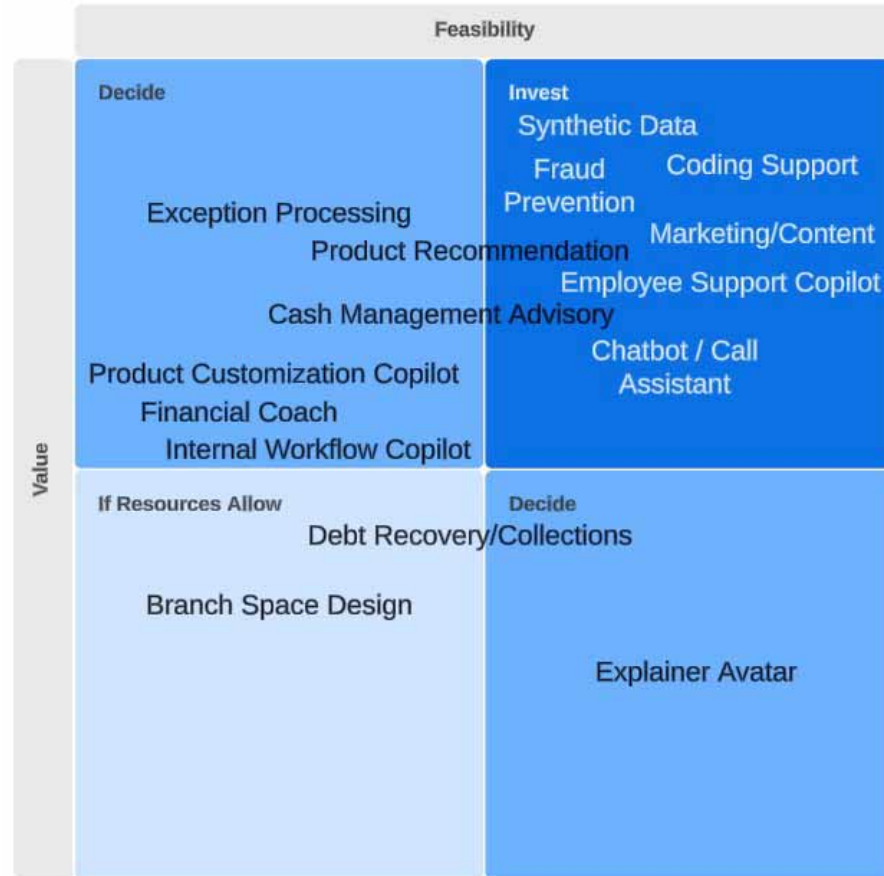 Feasibility
Value
Decide
Exception Processing
Product Recommendation
Cash Management Advisory
Product Customization Copilot
Financial Coach
Internal Workflow Copilot
Invest
Synthetic Data
Fraud
Prevention
Coding Support
Marketing/Content
Employee Support Copilot
Chatbot / Call
Assistant
If Resources Allow
Debt Recovery/Collections
Branch Space Design
Decide
Explainer Avatar